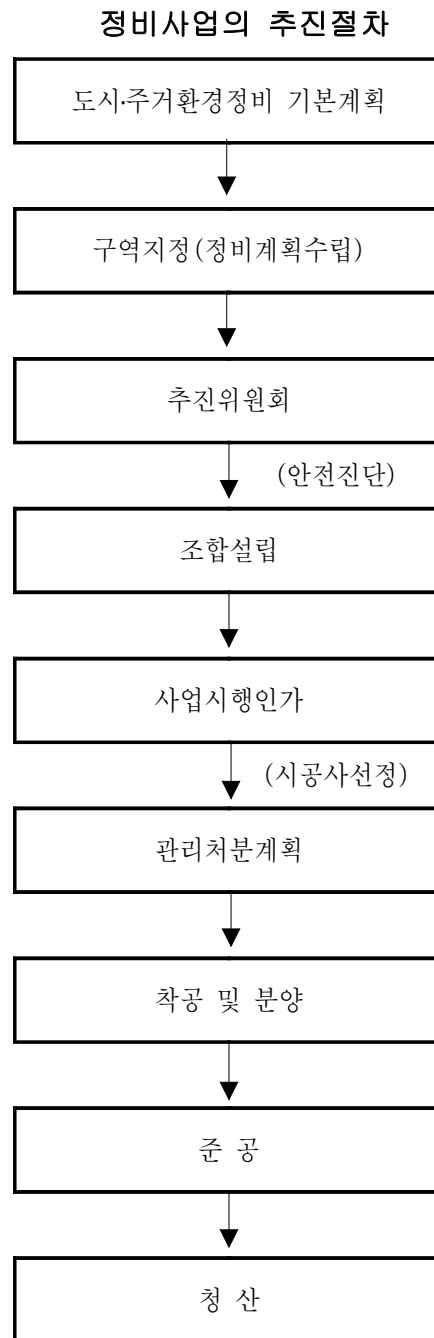 정비사업의 추진절차
도시·주거환경정비 기본계획
구역지정(정비계획수립)
추진위원회
(안전진단)
조합설립
사업시행인가
(시공사선정)
관리처분계획
착공 및 분양
준 공
청 산